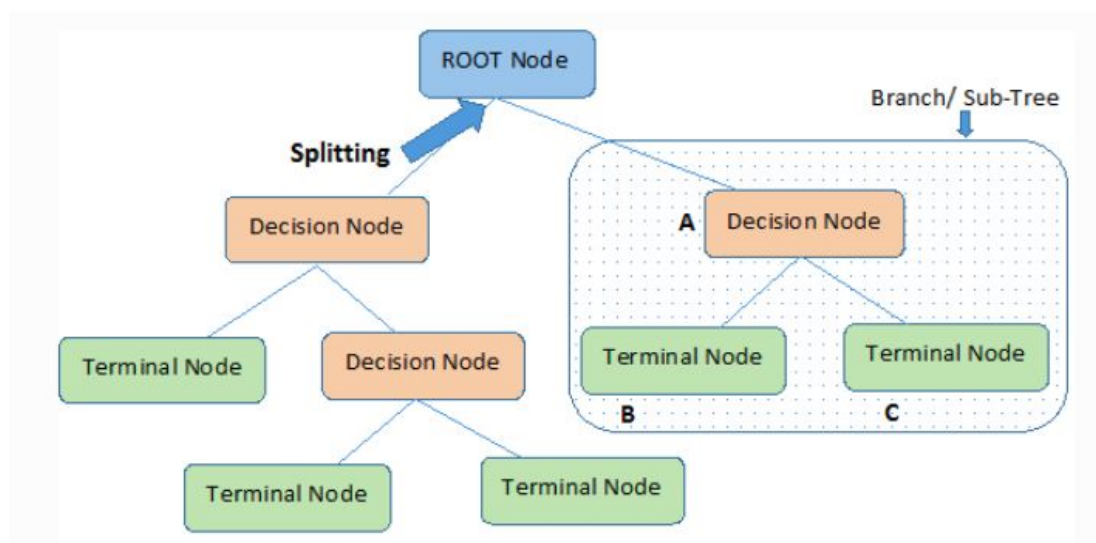 ROOT Node
Branch/ Sub-Tree
Splitting
Decision Node
A Decision Node
Terminal Node
Decision Node
Terminal Node
Terminal Node
B
C
Terminal Node
Terminal Node